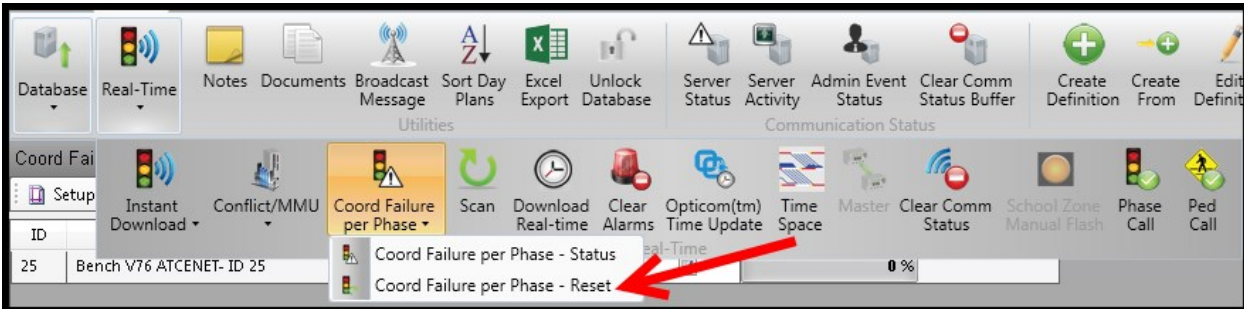 Database
Real-Time
Notes
Documents
Broadcast
Message
Sort Day
Plans
Excel
Export
Unlock
Database
Server
Status
Server
Activity
Admin Event
Status
Clear Comm
Status Buffer
Create
Definition
Create
From
Edit
Definit
Utilities
Communication Status
Coord Fai
Setup
Instant
Download
Conflict/MMU
Coord Failure
per Phase
Scan
Download
Real-time
Clear
Alarms
Opticom(tm)
Time Update
Time
Space
Master
Clear Comm
Status
School Zone
Manual Flash
Phase
Call
Ped
Call
eal-Time
Coord Failure per Phase - Status
Coord Failure per Phase - Reset
ID
25 Bench V76 ATCENET- ID 25 0 %